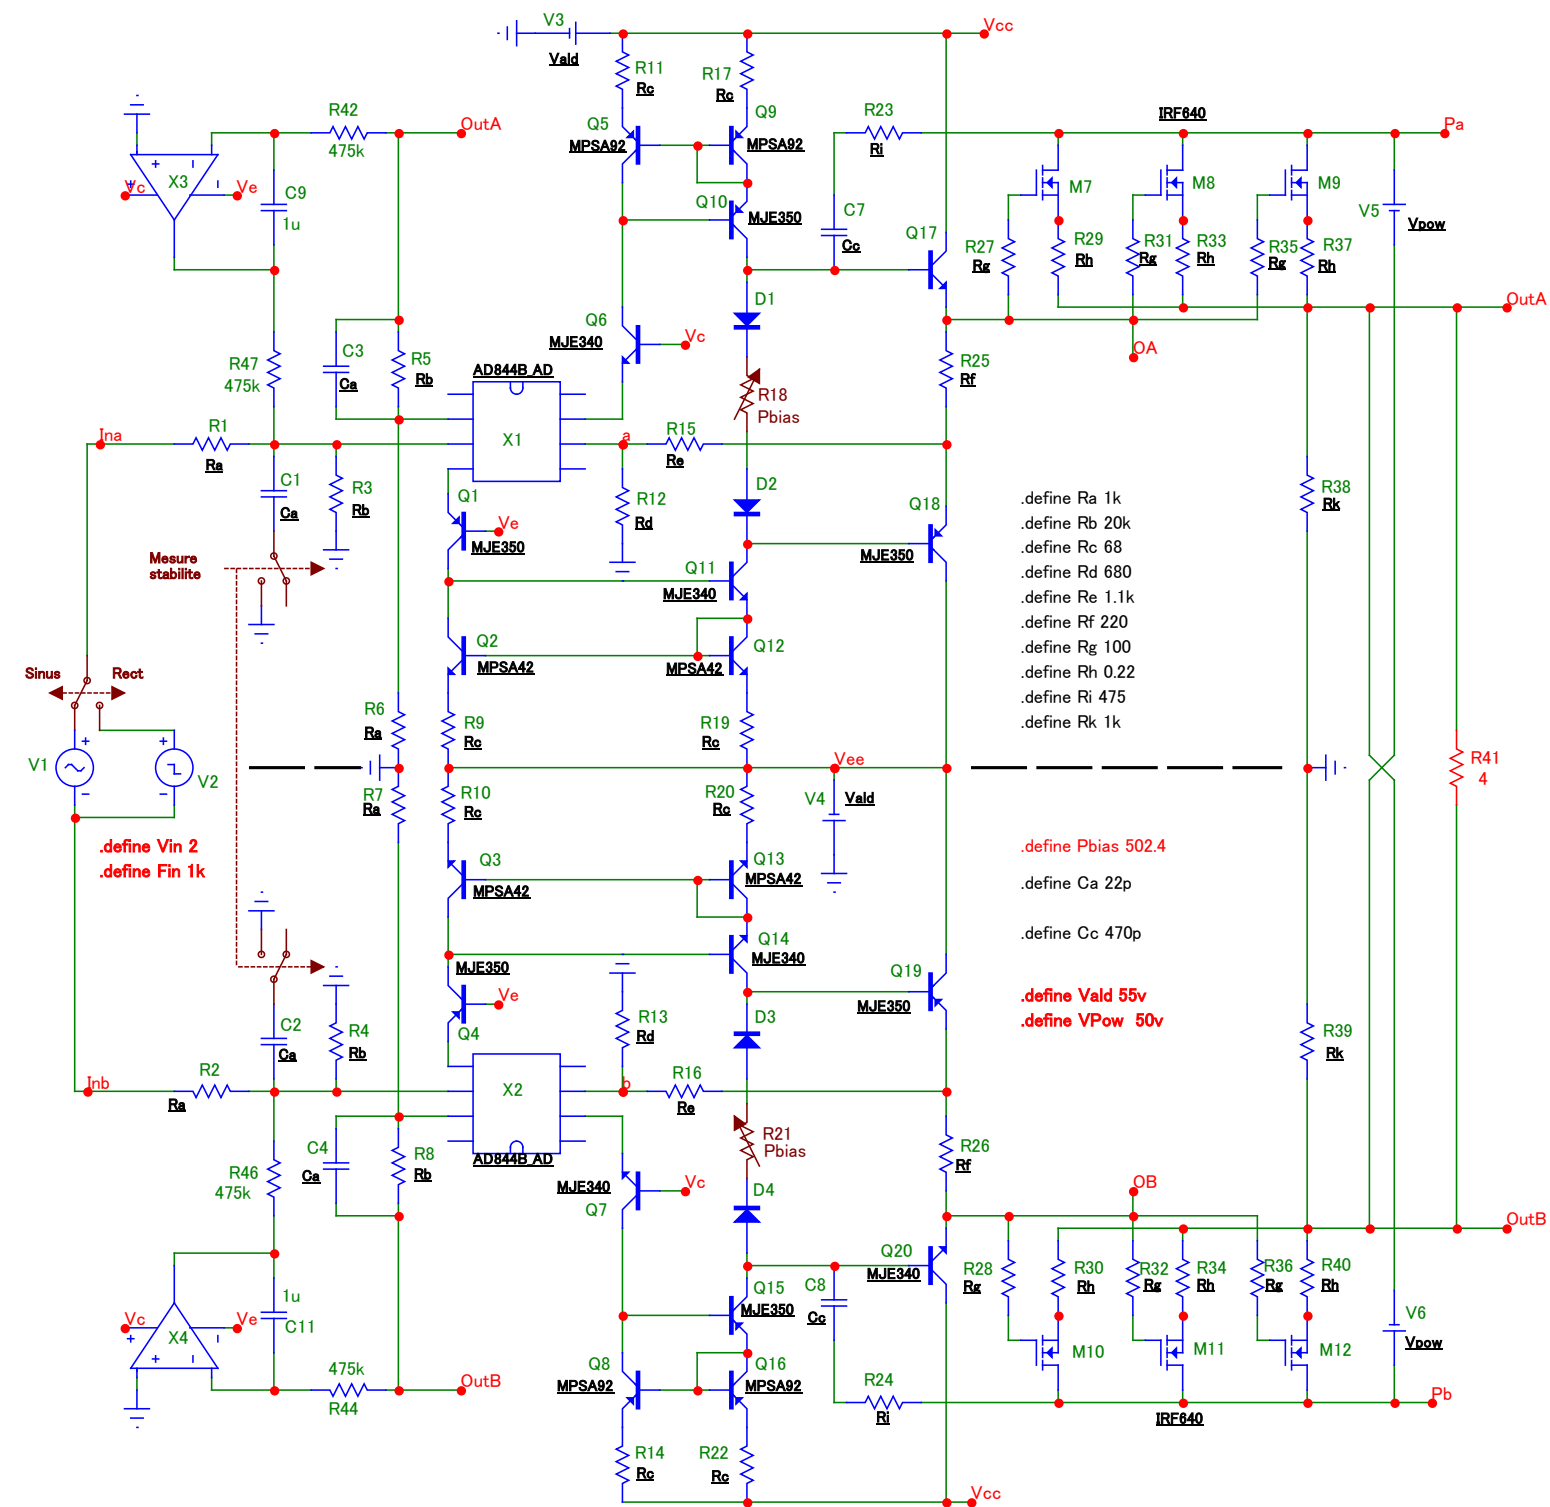 V3
Vcc
Vald
R11
Rc
R17
Rc
R42
475k
OutA
Q5
MPSA92
Q9
MPSA92
R23
Ri
IRF640
Pa
X3
+
-
Vc
+
Ve
-
C9
1u
Q10
MJE350
C7
Cc
Q17
M7
M8
M9
V5
Vpow
R27
Rg
R29
Rh
R31
Rg
R33
Rh
R35
Rg
R37
Rh
D1
OutA
OA
Q6
MJE340
Vc
R47
475k
C3
Ca
R5
Rb
AD844B_AD
X1
R18
Pbias
R25
Rf
Ina
R1
Ra
a
R15
Re
C1
Ca
R3
Rb
Q1
Ve
MJE350
R12
Rd
D2
Q18
MJE350
R38
Rk
.define Ra 1k
.define Rb 20k
.define Rc 68
.define Rd 680
.define Re 1.1k
.define Rf 220
.define Rg 100
.define Rh 0.22
.define Ri 475
.define Rk 1k
Mesure
stabilite
Q11
MJE340
Q2
MPSA42
Q12
MPSA42
Sinus
Rect
R6
Ra
R9
Rc
R19
Rc
V1
+
-
V2
+
-
Vee
R41
4
R7
Ra
R10
Rc
R20
Rc
V4
Vald
.define Vin 2
.define Fin 1k
.define Pbias 502.4
Q3
MPSA42
Q13
MPSA42
.define Ca 22p
.define Cc 470p
Q14
MJE340
MJE350
Ve
Q4
Q19
MJE350
.define Vald 55v
.define VPow 50v
C2
Ca
R4
Rb
R13
Rd
D3
R39
Rk
Inb
R2
Ra
X2
AD844B_AD
b
R16
Re
C4
Ca
R8
Rb
R46
475k
R21
Pbias
R26
Rf
MJE340
Q7
Vc
D4
OB
OutB
Q20
MJE340
R28
Rg
R30
Rh
R32
Rg
R34
Rh
R36
Rg
R40
Rh
Q15
MJE350
C8
Cc
1u
C11
Vc
+
X4
+
-
Ve
-
V6
Vpow
M10
M11
M12
Q8
MPSA92
Q16
MPSA92
475k
R44
OutB
R24
Ri
IRF640
Pb
R14
Rc
R22
Rc
Vcc